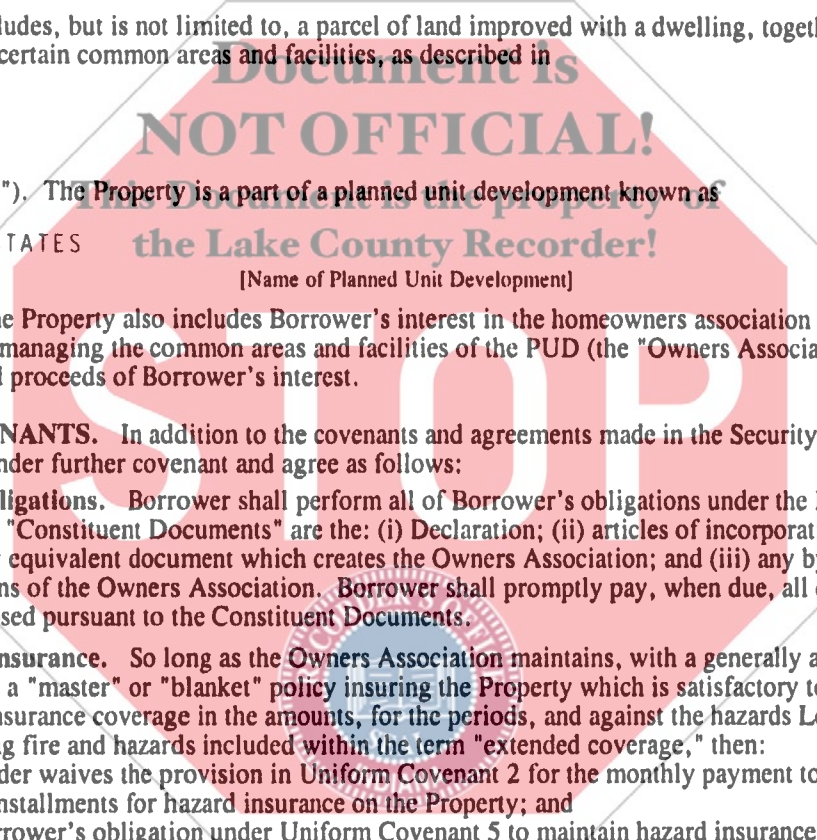 ludes, but is not limited to, a parcel of land improved with a dwelling, togeth
certain common areas and facilities, as described in
Document is
NOT OFFICIAL!
"). The Property is a part of a planned unit development known as
This Document is the property of
TATES
the Lake County Recorder!
[Name of Planned Unit Development]
e Property also includes Borrower's interest in the homeowners association
managing the common areas and facilities of the PUD (the "Owners Associa
l proceeds of Borrower's interest.
STOP
NANTS. In addition to the covenants and agreements made in the Security
nder further covenant and agree as follows:
ligations. Borrower shall perform all of Borrower's obligations under the
"Constituent Documents" are the: (i) Declaration; (ii) articles of incorporat
equivalent document which creates the Owners Association; and (iii) any by
ns of the Owners Association. Borrower shall promptly pay, when due, all
sed pursuant to the Constituent Documents.
nsurance. So long as the Owners Association maintains, with a generally a
a "master" or "blanket" policy insuring the Property which is satisfactory to
nsurance coverage in the amounts, for the periods, and against the hazards Le
g fire and hazards included within the term "extended coverage," then:
der waives the provision in Uniform Covenant 2 for the monthly payment to
nstallments for hazard insurance on the Property; and
rrower's obligation under Uniform Covenant 5 to maintain hazard insurance